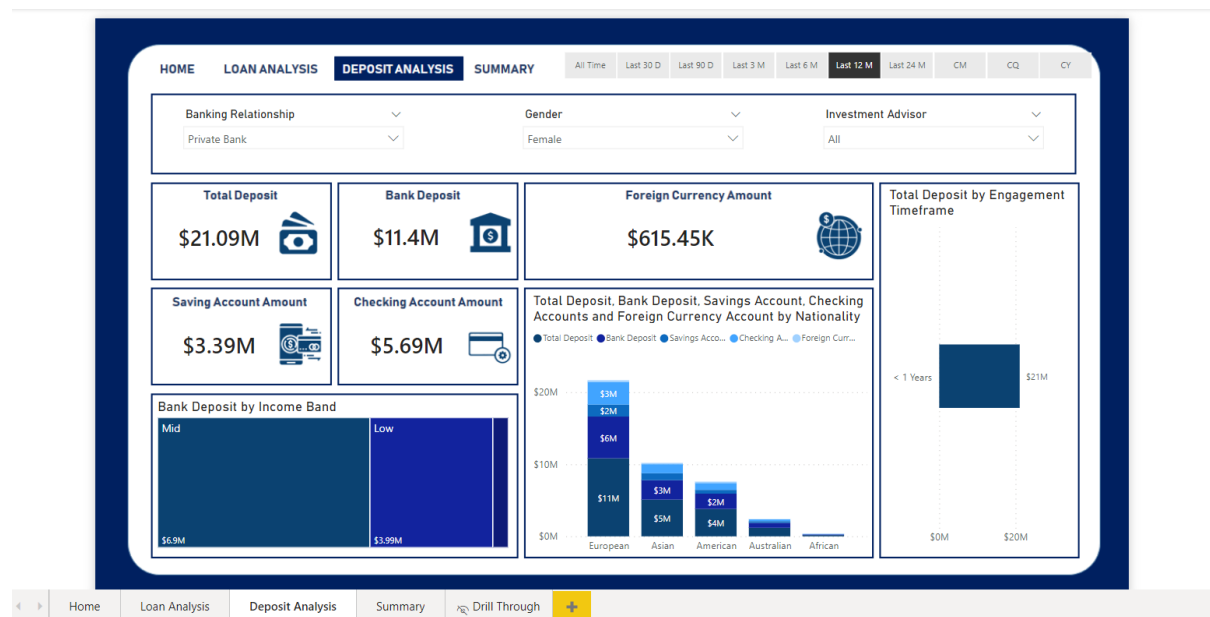 HOME LOAN ANALYSIS DEPOSIT ANALYSIS SUMMARY
All Time Last 30 D Last 90 D Last 3 M Last 6 M Last 12 M Last 24 M CM CQ CY
Banking Relationship
Private Bank
Gender
Female
Investment Advisor
All
Total Deposit
$21.09M
Bank Deposit
$11.4M
Foreign Currency Amount
$615.45K
Saving Account Amount
$3.39M
Checking Account Amount
$5.69M
Bank Deposit by Income Band
Mid
$6.9M
Low
$3.99M
Total Deposit, Bank Deposit, Savings Account, Checking
Accounts and Foreign Currency Account by Nationality
Total Deposit Bank Deposit Savings Acco... Checking A... Foreign Curr...
$20M
$10M
$0M
$3M
$2M
$6M
$11M
$3M
$5M
$2M
$4M
European Asian American Australian African
Total Deposit by Engagement
Timeframe
< 1 Years
$21M
$0M $20M
Home Loan Analysis Deposit Analysis Summary Drill Through +